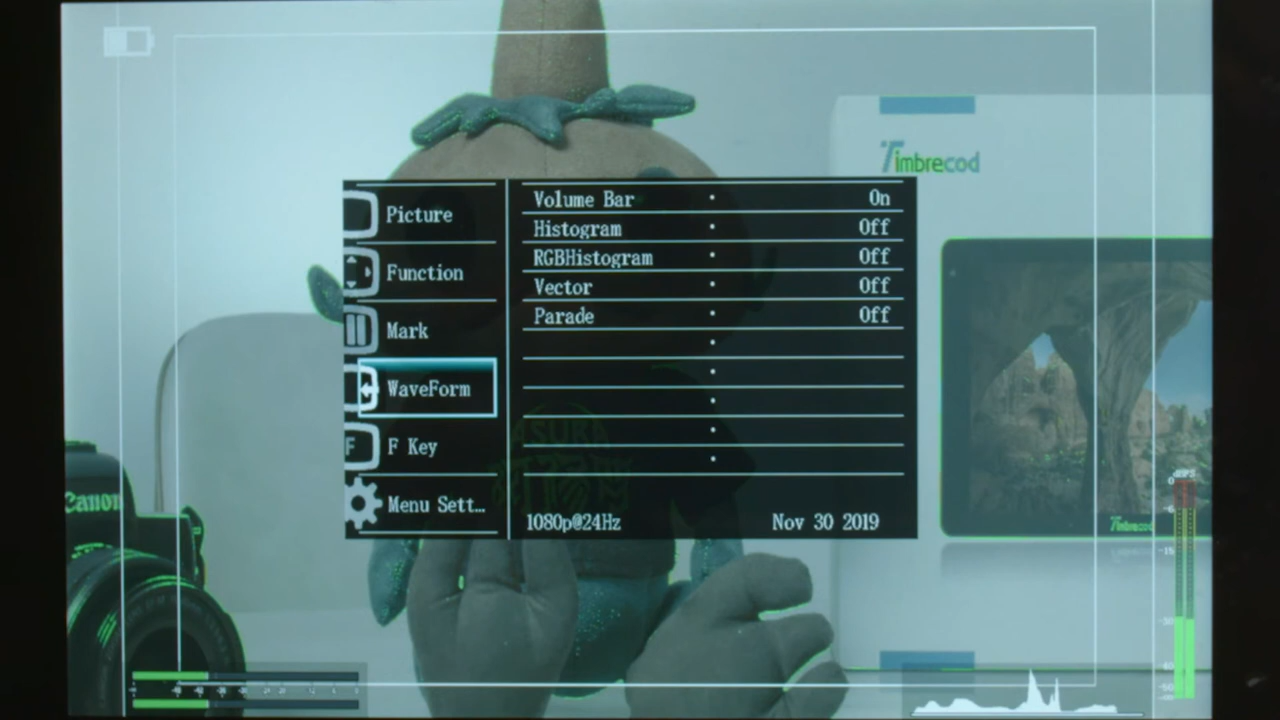 Timbrecod
Picture
Function
Mark
WaveForm
F Key
Menu Sett...
Volume Bar : On
Histogram : Off
RGBHistogram : Off
Vector : Off
Parade : Off
1080p@24Hz
Nov 30 2019
Canon